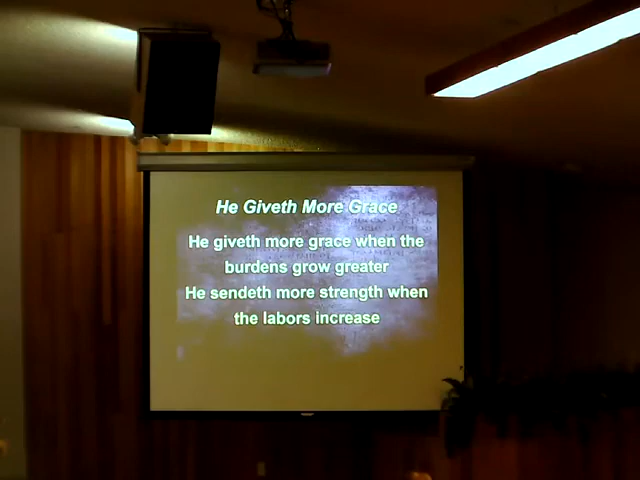 He Giveth More Grace
He giveth more grace when the
burdens grow greater
He sendeth more strength when
the labors increase